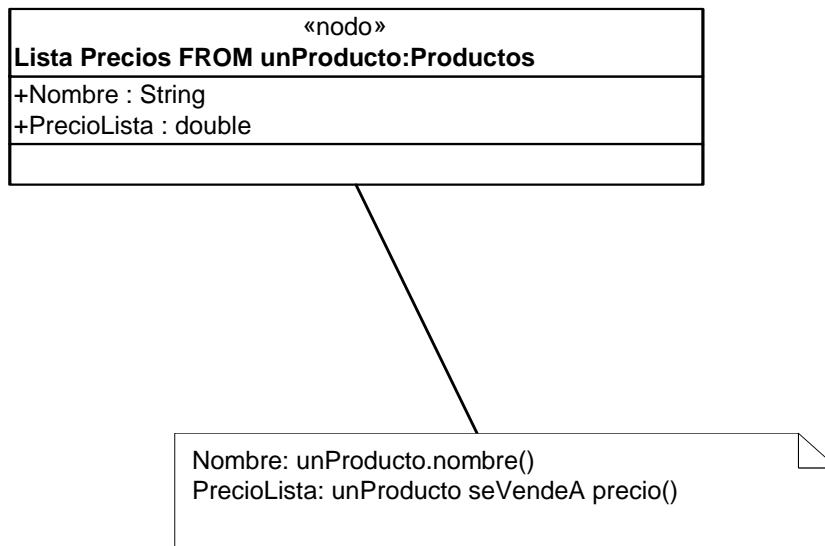 «nodo»
Lista Precios FROM unProducto:Productos
+Nombre : String
+PrecioLista : double
Nombre: unProducto.nombre()
PrecioLista: unProducto seVendeA precio()